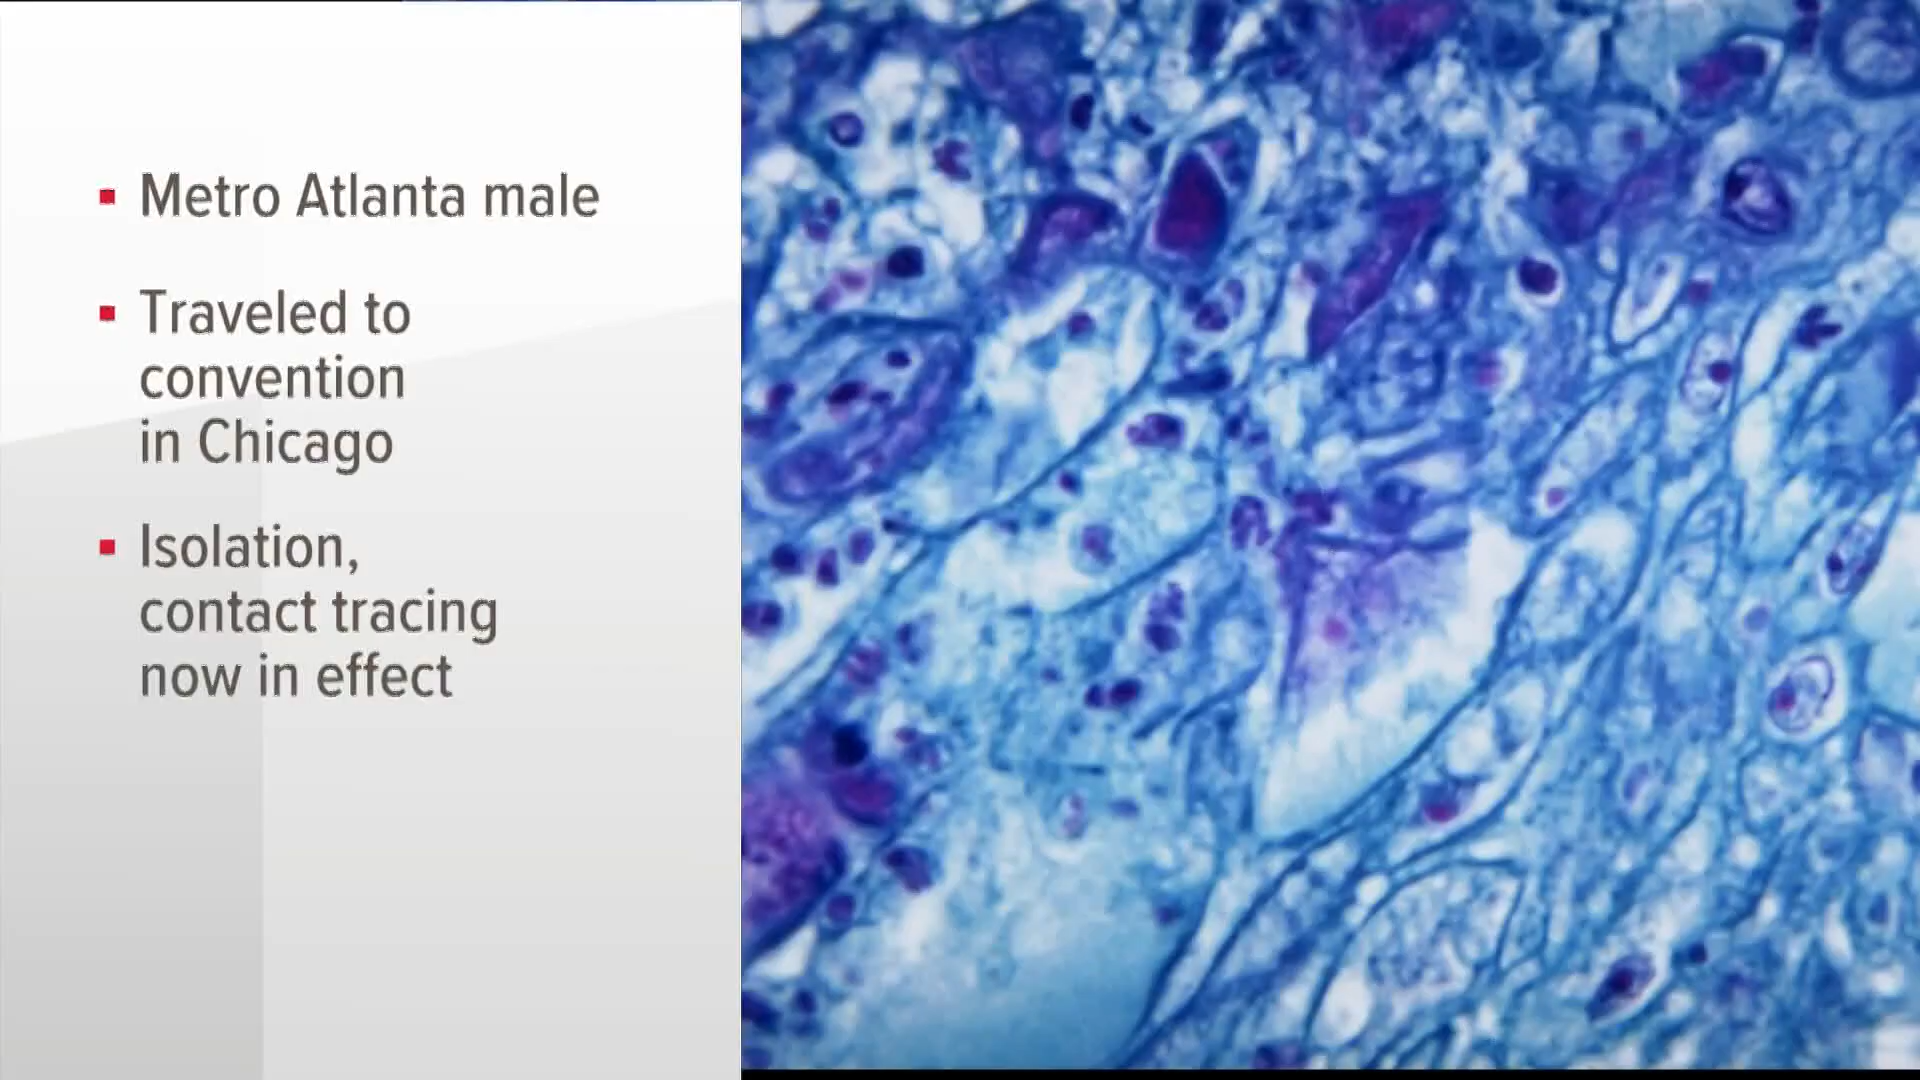 Metro Atlanta male
Traveled to
convention
in Chicago
Isolation,
contact tracing
now in effect